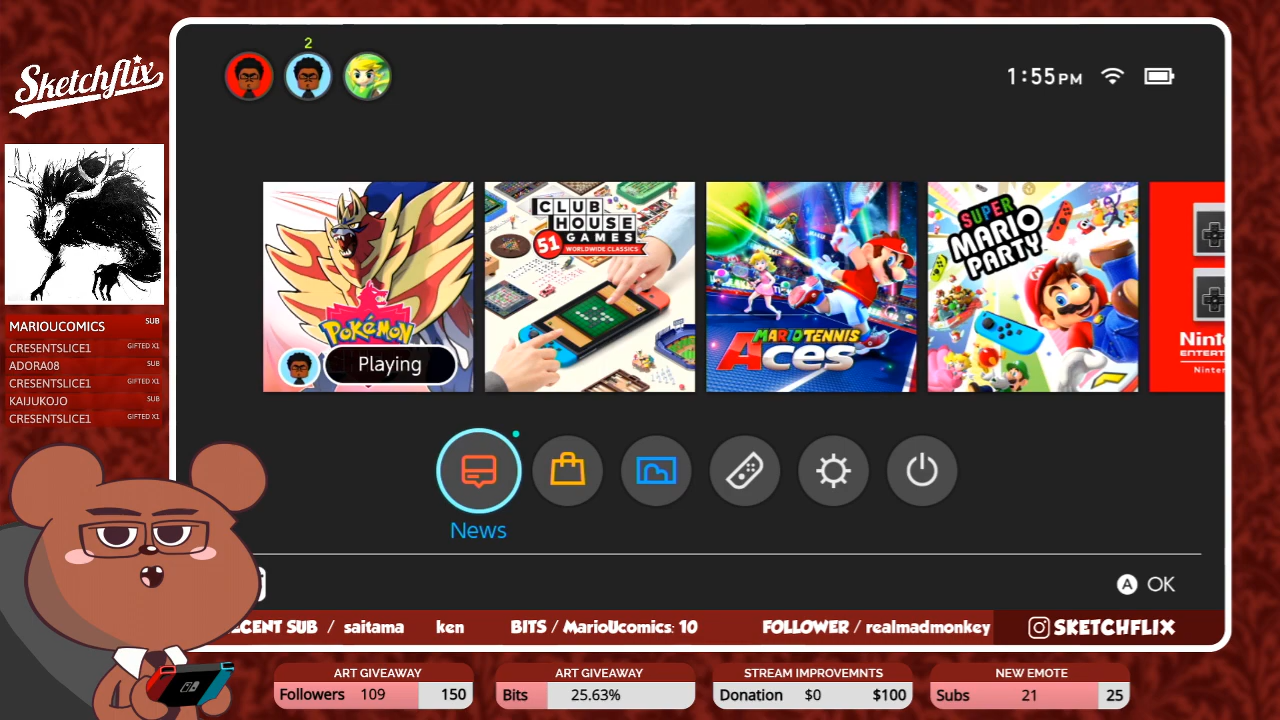 Sketchflix
2
1:55 PM
POKÉMON
Playing
CLUB
HOUSE
GAMES
51 WORLDWIDE CLASSICS
MARIO TENNIS
Aces
SUPER
MARIO
PARTY
MARIOUCOMICS SUB
CRESENTSLICE1 GIFTED X1
ADORA08 SUB
CRESENTSLICE1 GIFTED X1
KAIJUKOJO SUB
CRESENTSLICE1 GIFTED X1
News
A OK
ECENT SUB / saitama ken BITS / MarioUcomics: 10 FOLLOWER / realmadmonkey SKETCHFLIX
ART GIVEAWAY
Followers 109 150
ART GIVEAWAY
Bits 25.63%
STREAM IMPROVEMNTS
Donation $0 $100
NEW EMOTE
Subs 21 25